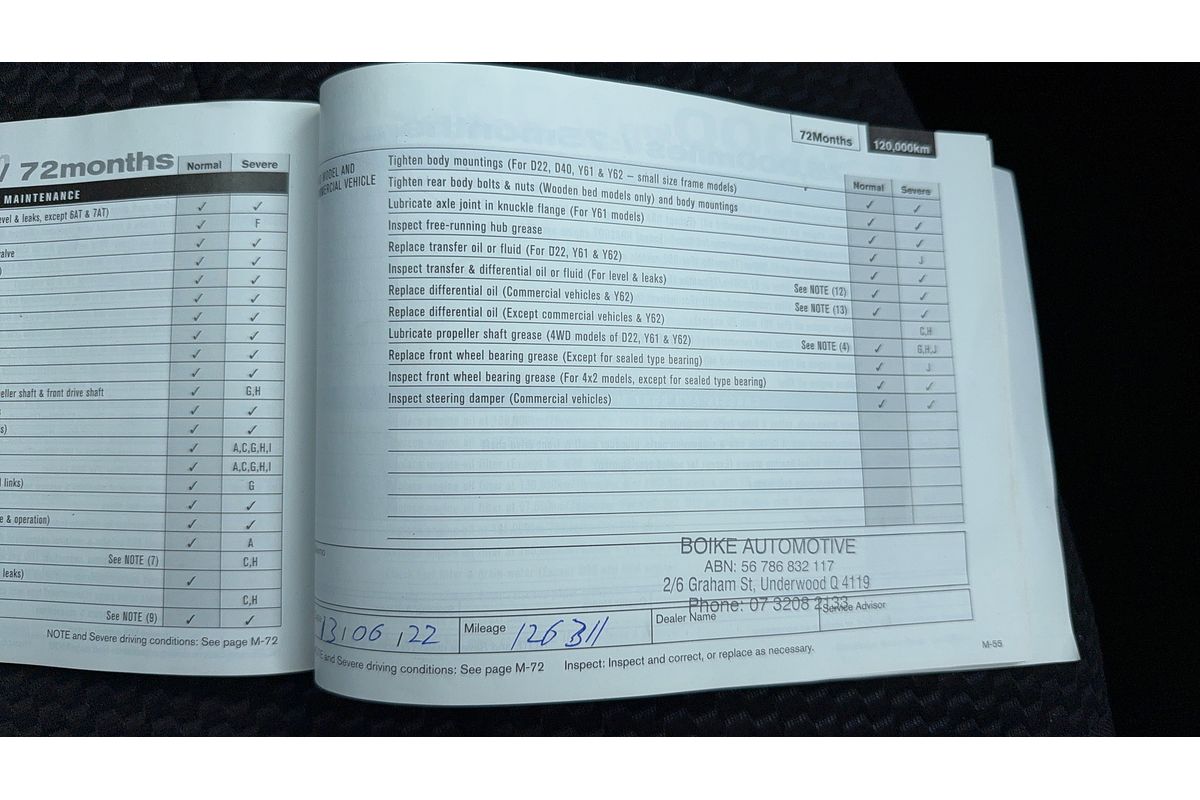 / 72months
Normal Severe
MAINTENANCE
level & leaks, except 6AT & 7AT) ✓ ✓
✓ F
valve ✓ ✓
) ✓ ✓
✓ ✓
✓ ✓
✓ ✓
✓ ✓
✓ ✓
✓ ✓
eller shaft & front drive shaft ✓ G,H
✓ ✓
s) ✓ ✓
✓ A,C,G,H,I
✓ A,C,G,H,I
l links) ✓ G
✓ ✓
e & operation) ✓ ✓
✓ A
See NOTE (7) C,H
leaks) ✓
C,H
See NOTE (9) ✓ ✓
NOTE and Severe driving conditions: See page M-72
72Months 120,000km
MODEL AND
COMMERCIAL VEHICLE
Normal Severe
Tighten body mountings (For D22, D40, Y61 & Y62 – small size frame models) ✓ ✓
Tighten rear body bolts & nuts (Wooden bed models only) and body mountings ✓ ✓
Lubricate axle joint in knuckle flange (For Y61 models) ✓ ✓
Inspect free-running hub grease ✓ J
Replace transfer oil or fluid (For D22, Y61 & Y62) ✓ ✓
Inspect transfer & differential oil or fluid (For level & leaks) See NOTE (12) ✓ ✓
Replace differential oil (Commercial vehicles & Y62) See NOTE (13) ✓ ✓
Replace differential oil (Except commercial vehicles & Y62) C,H
Lubricate propeller shaft grease (4WD models of D22, Y61 & Y62) See NOTE (4) ✓ G,H,J
Replace front wheel bearing grease (Except for sealed type bearing) ✓ J
Inspect front wheel bearing grease (For 4x2 models, except for sealed type bearing) ✓ ✓
Inspect steering damper (Commercial vehicles) ✓ ✓
BOIKE AUTOMOTIVE
ABN: 56 786 832 117
2/6 Graham St, Underwood Q 4119
Phone: 07 3208 2133
13/06/22 Mileage 126311 Dealer Name Service Advisor
NOTE and Severe driving conditions: See page M-72 Inspect: Inspect and correct, or replace as necessary.
M-55